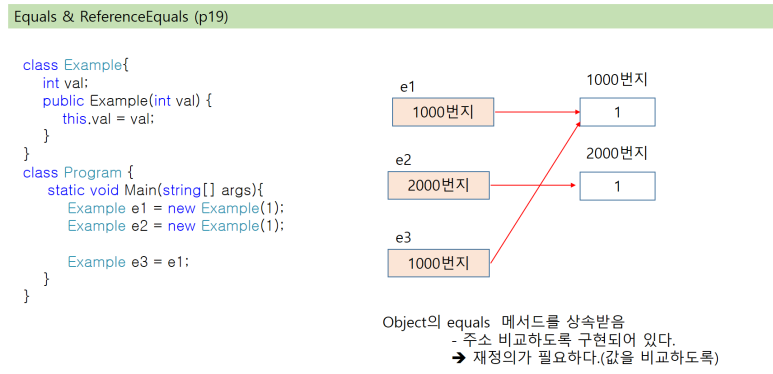 Equals & ReferenceEquals (p19)
class Example{
int val;
public Example(int val) {
this.val = val;
}
}
class Program {
static void Main(string[] args){
Example e1 = new Example(1);
Example e2 = new Example(1);
Example e3 = e1;
}
}
e1
1000번지
1000번지
1
e2
2000번지
2000번지
1
e3
1000번지
Object의 equals 메서드를 상속받음
- 주소 비교하도록 구현되어 있다.
➔ 재정의가 필요하다.(값을 비교하도록)